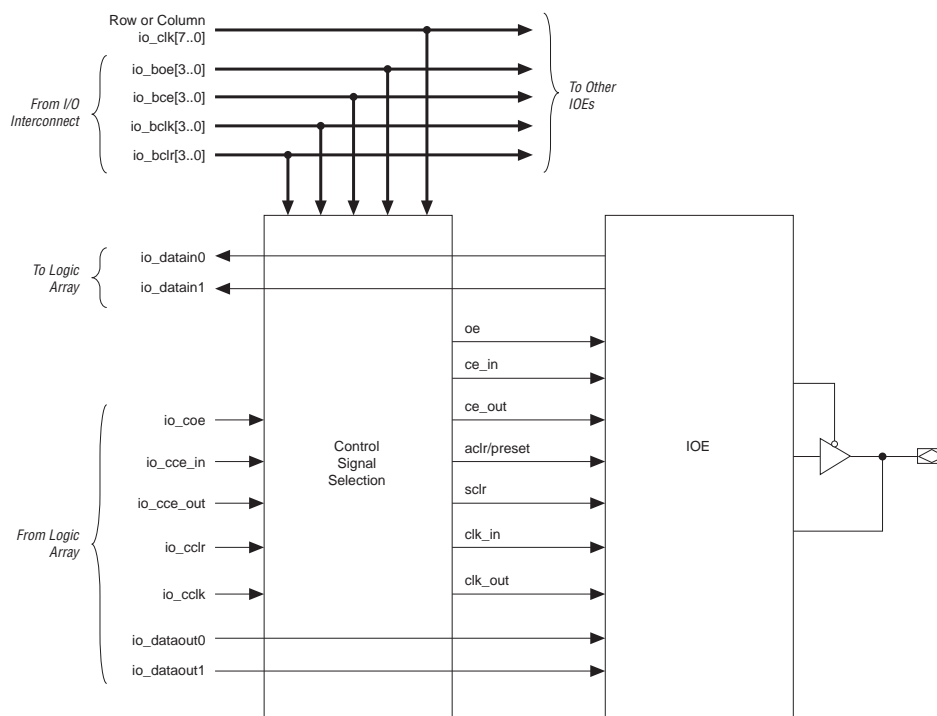 Row or Column
io_clk[7..0]
io_boe[3..0]
io_bce[3..0]
io_bclk[3..0]
io_bclr[3..0]
From I/O
Interconnect
To Other
IOEs
To Logic
Array
io_datain0
io_datain1
oe
ce_in
ce_out
aclr/preset
sclr
clk_in
clk_out
io_coe
io_cce_in
io_cce_out
io_cclr
io_cclk
io_dataout0
io_dataout1
From Logic
Array
Control
Signal
Selection
IOE